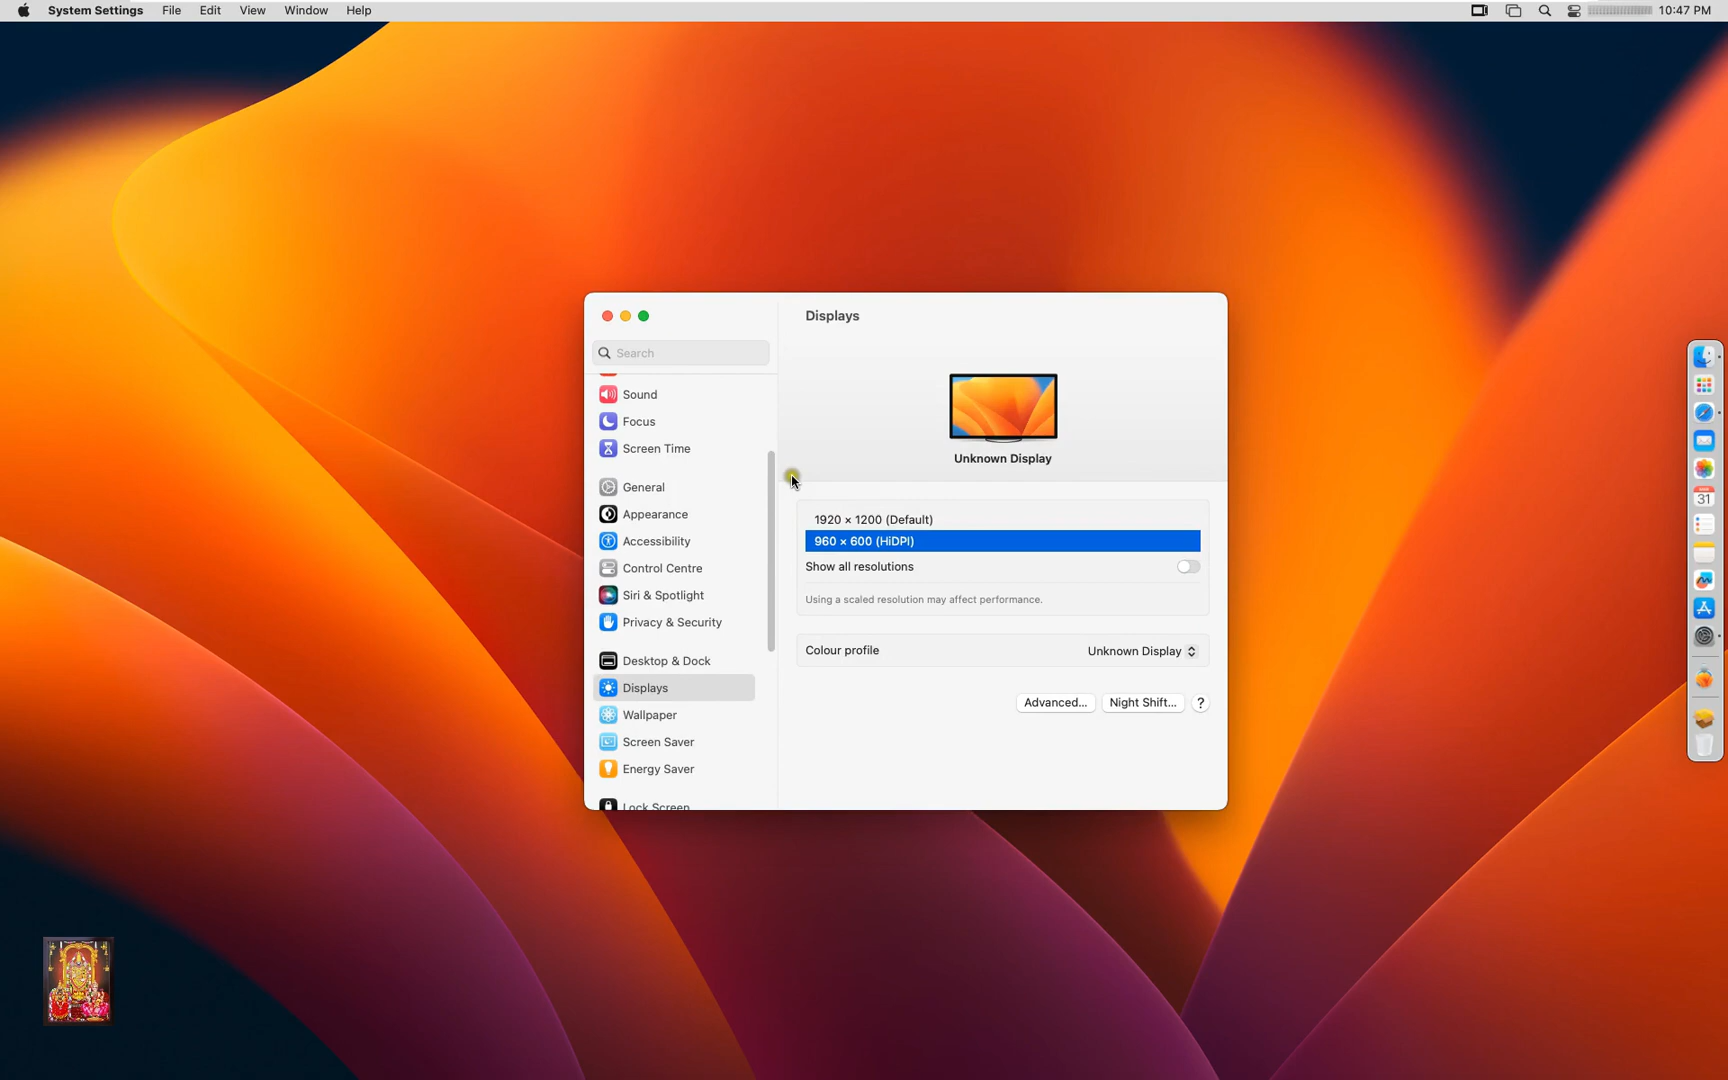 System Settings File Edit View Window Help 10:47 PM
Displays
Search
Sound
Focus
Screen Time
General
Appearance
Accessibility
Control Centre
Siri & Spotlight
Privacy & Security
Desktop & Dock
Displays
Wallpaper
Screen Saver
Energy Saver
Lock Screen
Unknown Display
1920 × 1200 (Default)
960 × 600 (HiDPI)
Show all resolutions
Using a scaled resolution may affect performance.
Colour profile Unknown Display
Advanced... Night Shift... ?
31